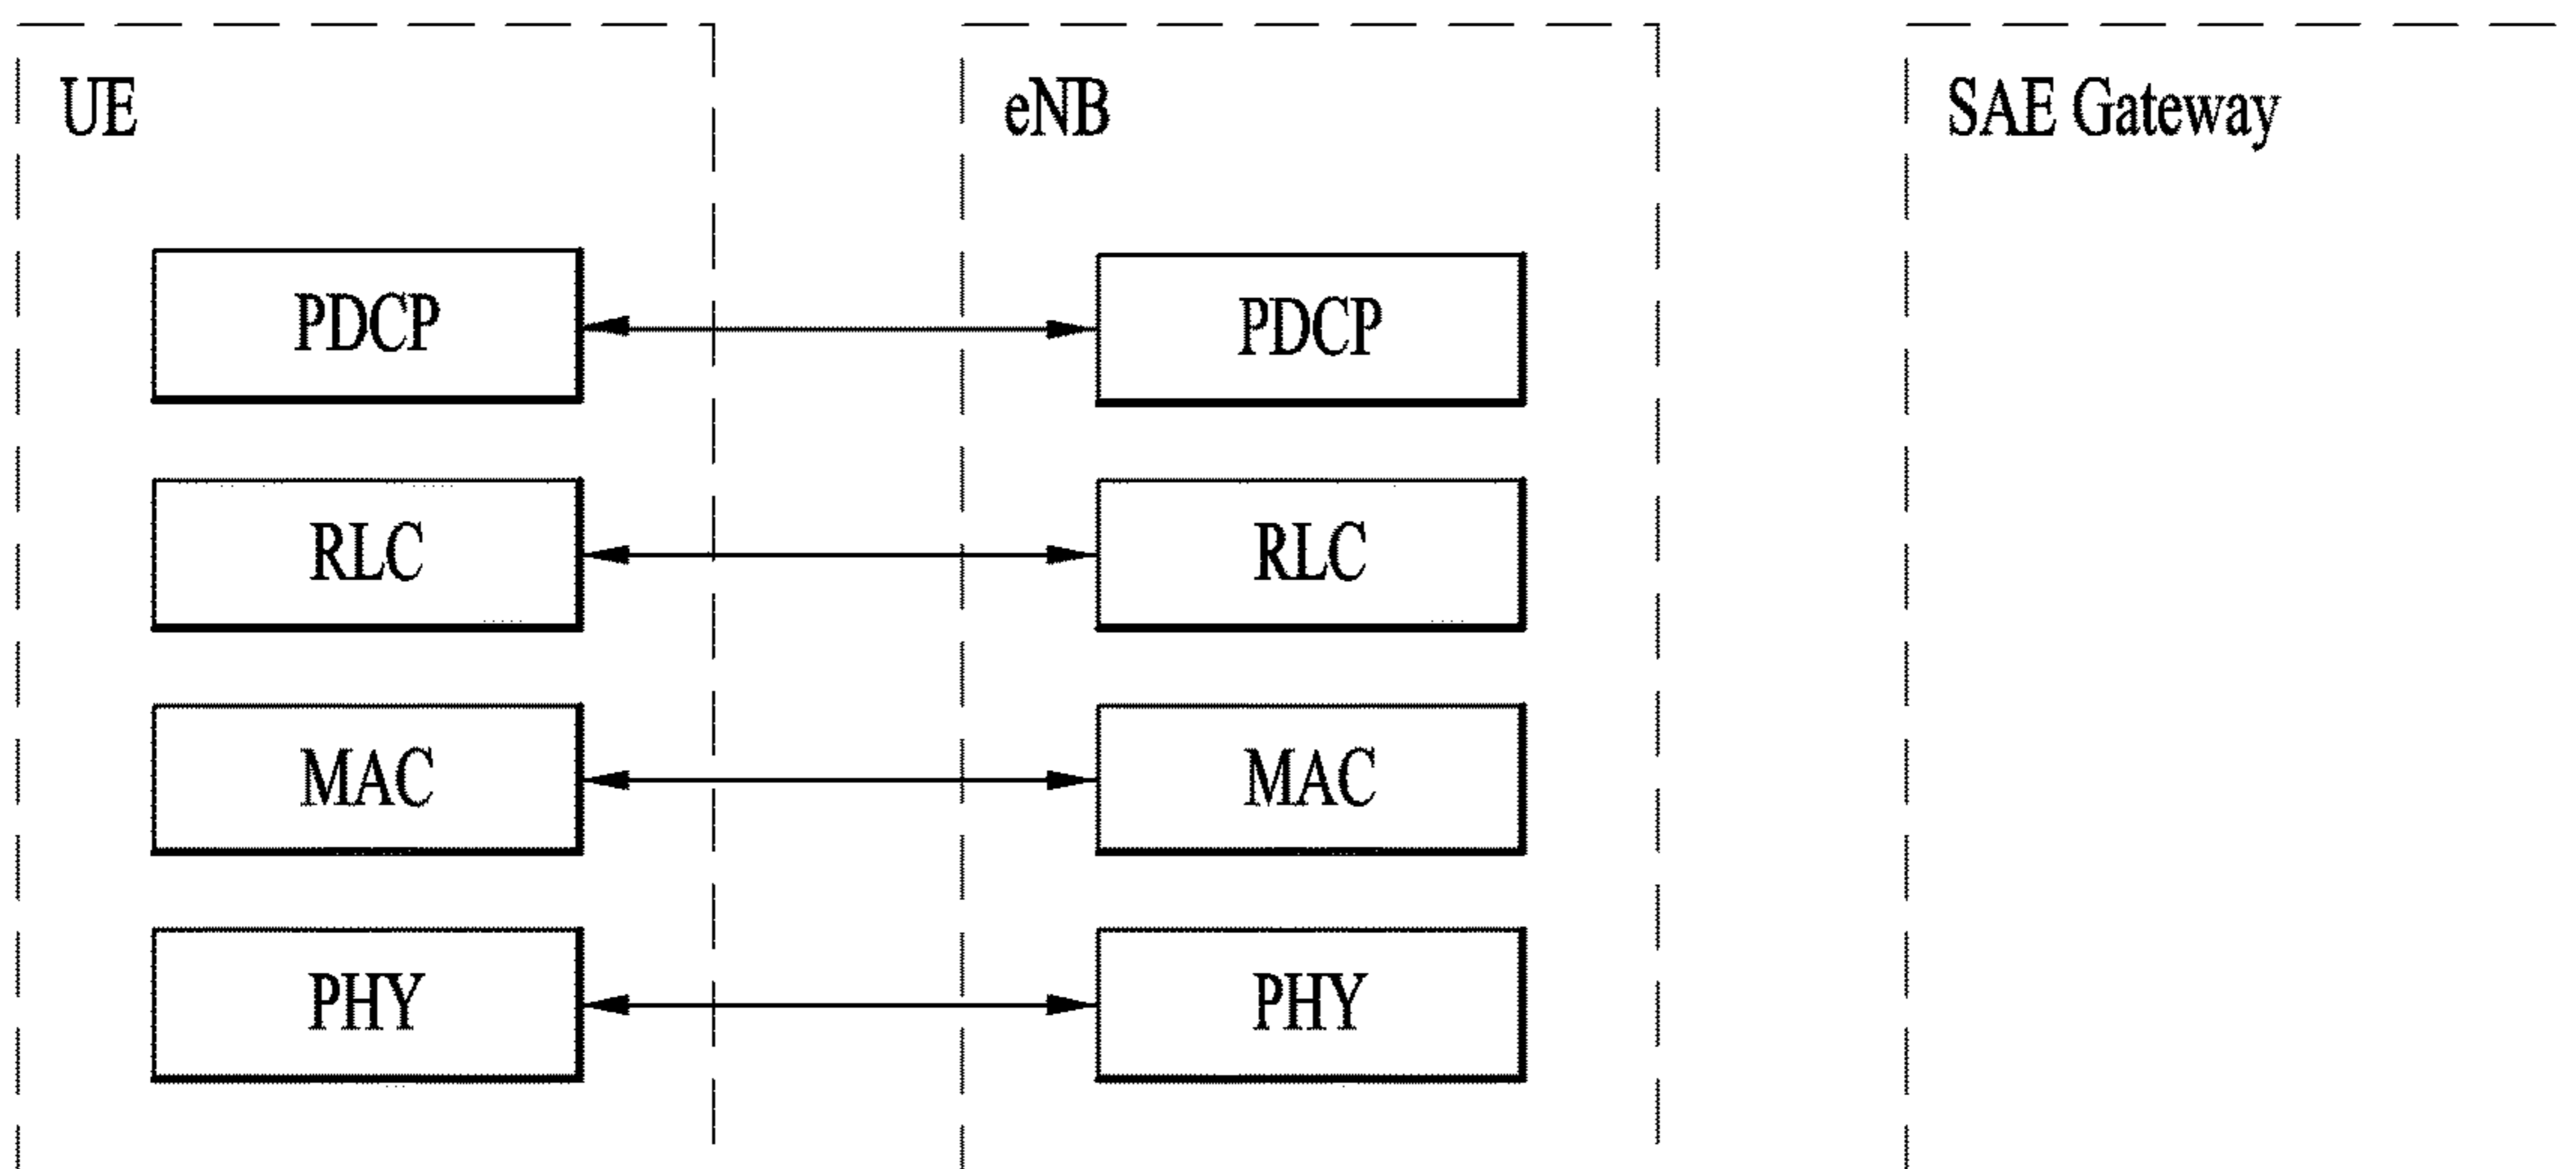 UE
eNB
SAE Gateway
PDCP
PDCP
RLC
RLC
MAC
MAC
PHY
PHY